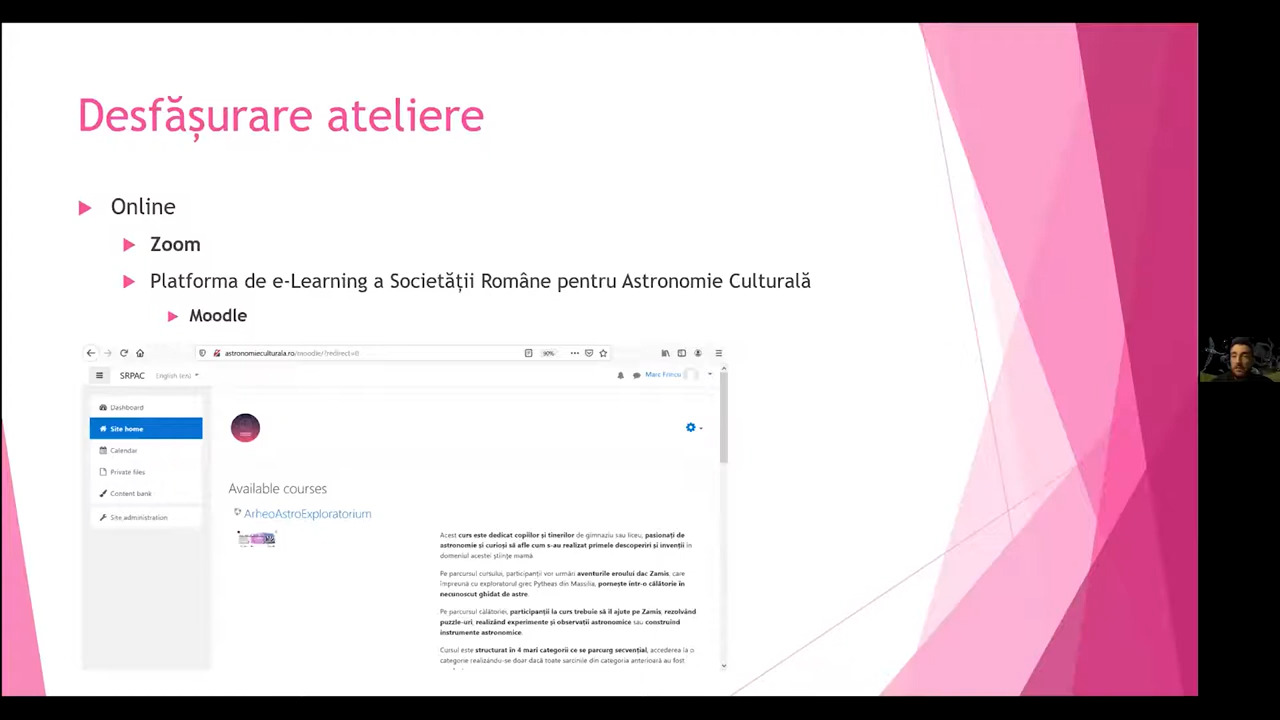 Desfășurare ateliere
Online
Zoom
Platforma de e-Learning a Societății Române pentru Astronomie Culturală
Moodle
astronomieculturala.ro/moodle/?redirect=0
90%
SRPAC English (en)
Marc Frincu
Dashboard
Site home
Calendar
Private files
Content bank
Site administration
Available courses
ArheoAstroExploratorium
Acest curs este dedicat copiilor și tinerilor de gimnaziu sau liceu, pasionați de
astronomie și curioși să afle cum s-au realizat primele descoperiri și invenții în
domeniul acestei științe mamă.
Pe parcursul cursului, participanții vor urmări aventurile eroului dac Zamis, care
împreună cu exploratorul grec Pytheas din Massilia, pornește într-o călătorie în
necunoscut ghidat de astre.
Pe parcursul călătoriei, participanții la curs trebuie să îl ajute pe Zamis, rezolvând
puzzle-uri, realizând experimente și observații astronomice sau construind
instrumente astronomice.
Cursul este structurat în 4 mari categorii ce se parcurg secvențial, accederea la o
categorie realizandu-se doar dacă toate sarcinile din categoria anterioară au fost